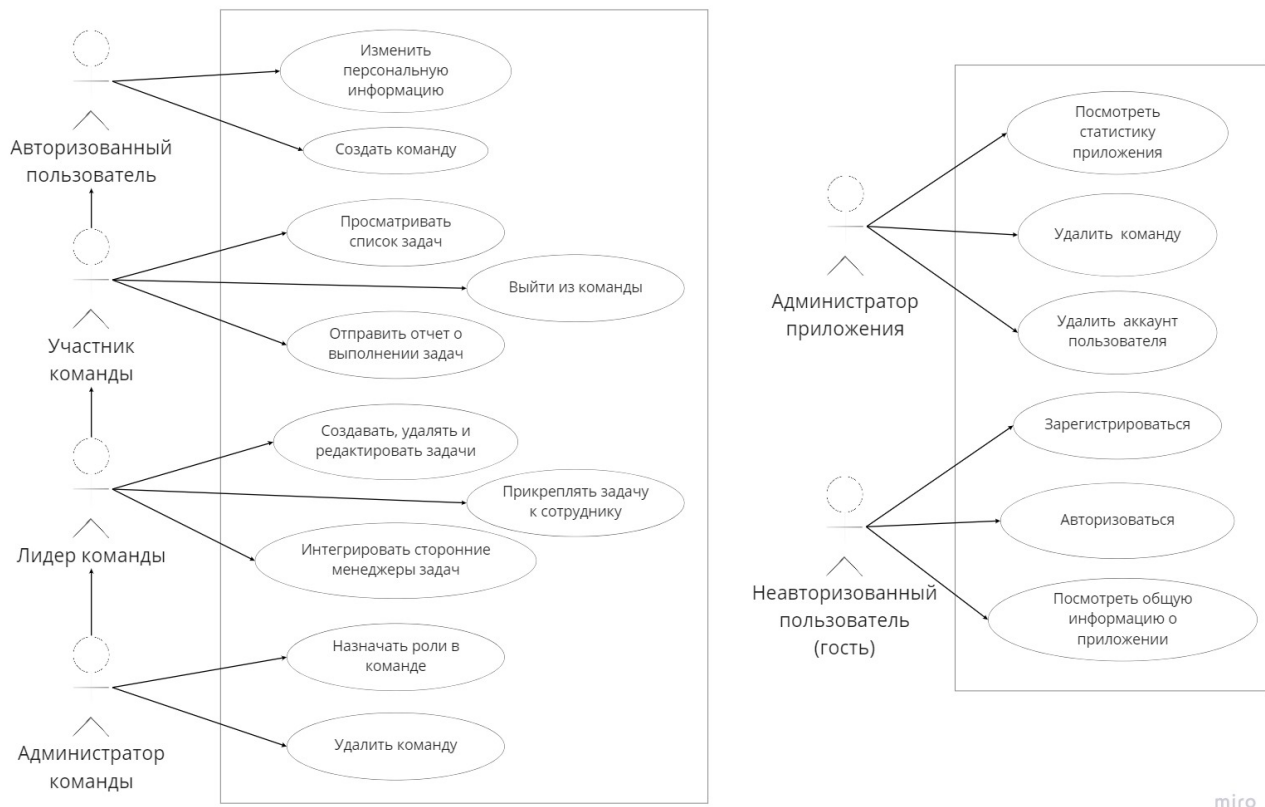 Изменить
персональную
информацию
Создать команду
Авторизованный
пользователь
Просматривать
список задач
Выйти из команды
Отправить отчет о
выполнении задач
Участник
команды
Создавать, удалять и
редактировать задачи
Прикреплять задачу
к сотруднику
Интегрировать сторонние
менеджеры задач
Лидер команды
Назначать роли в
команде
Удалить команду
Администратор
команды
Посмотреть
статистику
приложения
Удалить команду
Удалить аккаунт
пользователя
Администратор
приложения
Зарегистрироваться
Авторизоваться
Посмотреть общую
информацию о
приложении
Неавторизованный
пользователь
(гость)
miro